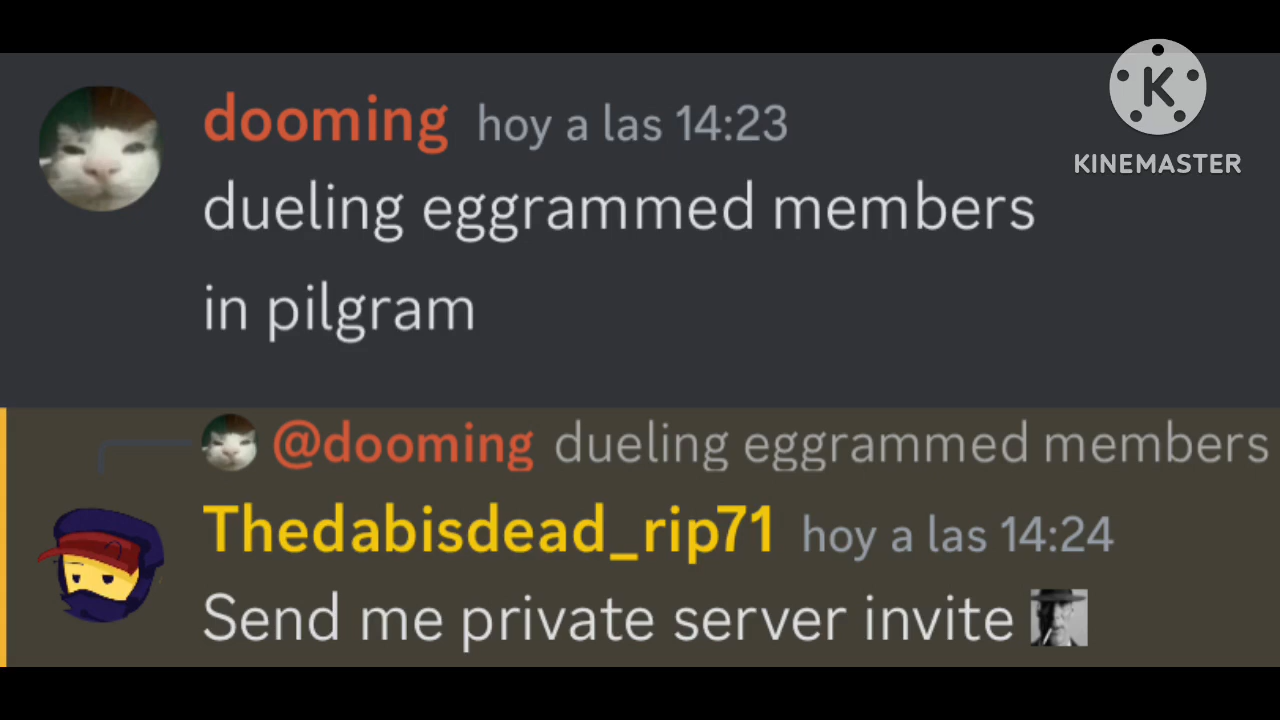 dooming hoy a las 14:23
KINEMASTER
dueling eggrammed members
in pilgram
@dooming dueling eggrammed members
Thedabisdead_rip71 hoy a las 14:24
Send me private server invite